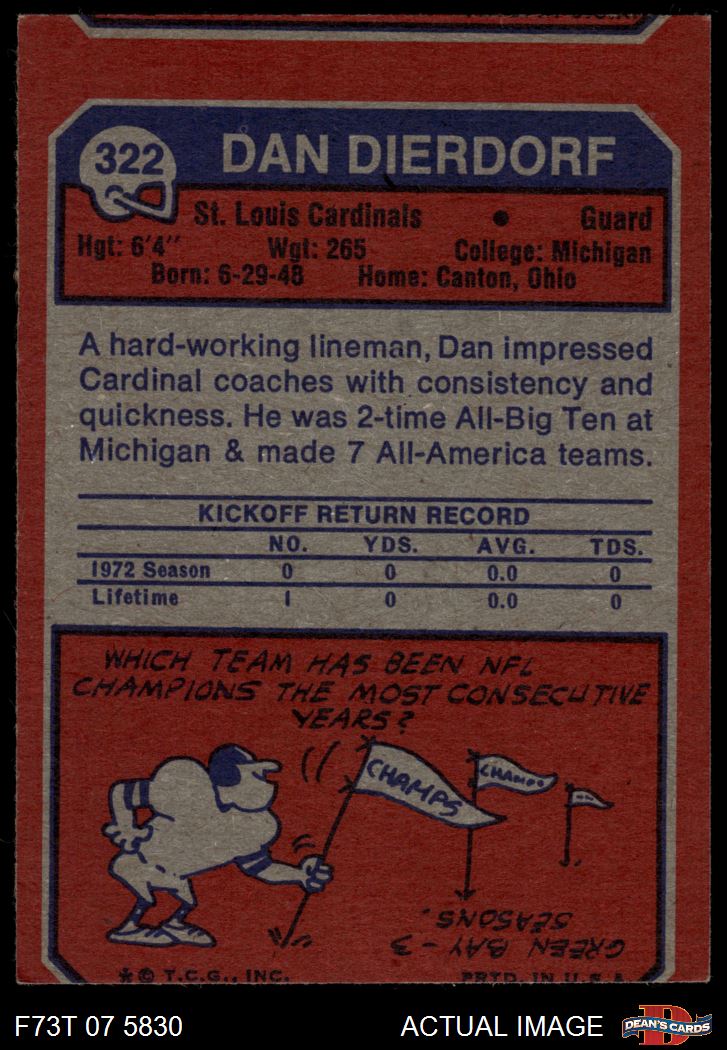 322
DAN DIERDORF
St. Louis Cardinals ● Guard
Hgt: 6'4" Wgt: 265 College: Michigan
Born: 6-29-48 Home: Canton, Ohio
A hard-working lineman, Dan impressed
Cardinal coaches with consistency and
quickness. He was 2-time All-Big Ten at
Michigan & made 7 All-America teams.
KICKOFF RETURN RECORD
NO. YDS. AVG. TDS.
1972 Season 0 0 0.0 0
Lifetime 1 0 0.0 0
WHICH TEAM HAS BEEN NFL
CHAMPIONS THE MOST CONSECUTIVE
YEARS?
CHAMPS
CHAMPS
GREEN BAY - 3
SEASONS.
* © T.C.G., INC. PRTD. IN U.S.A
F73T 07 5830 ACTUAL IMAGE
D
DEAN'S CARDS